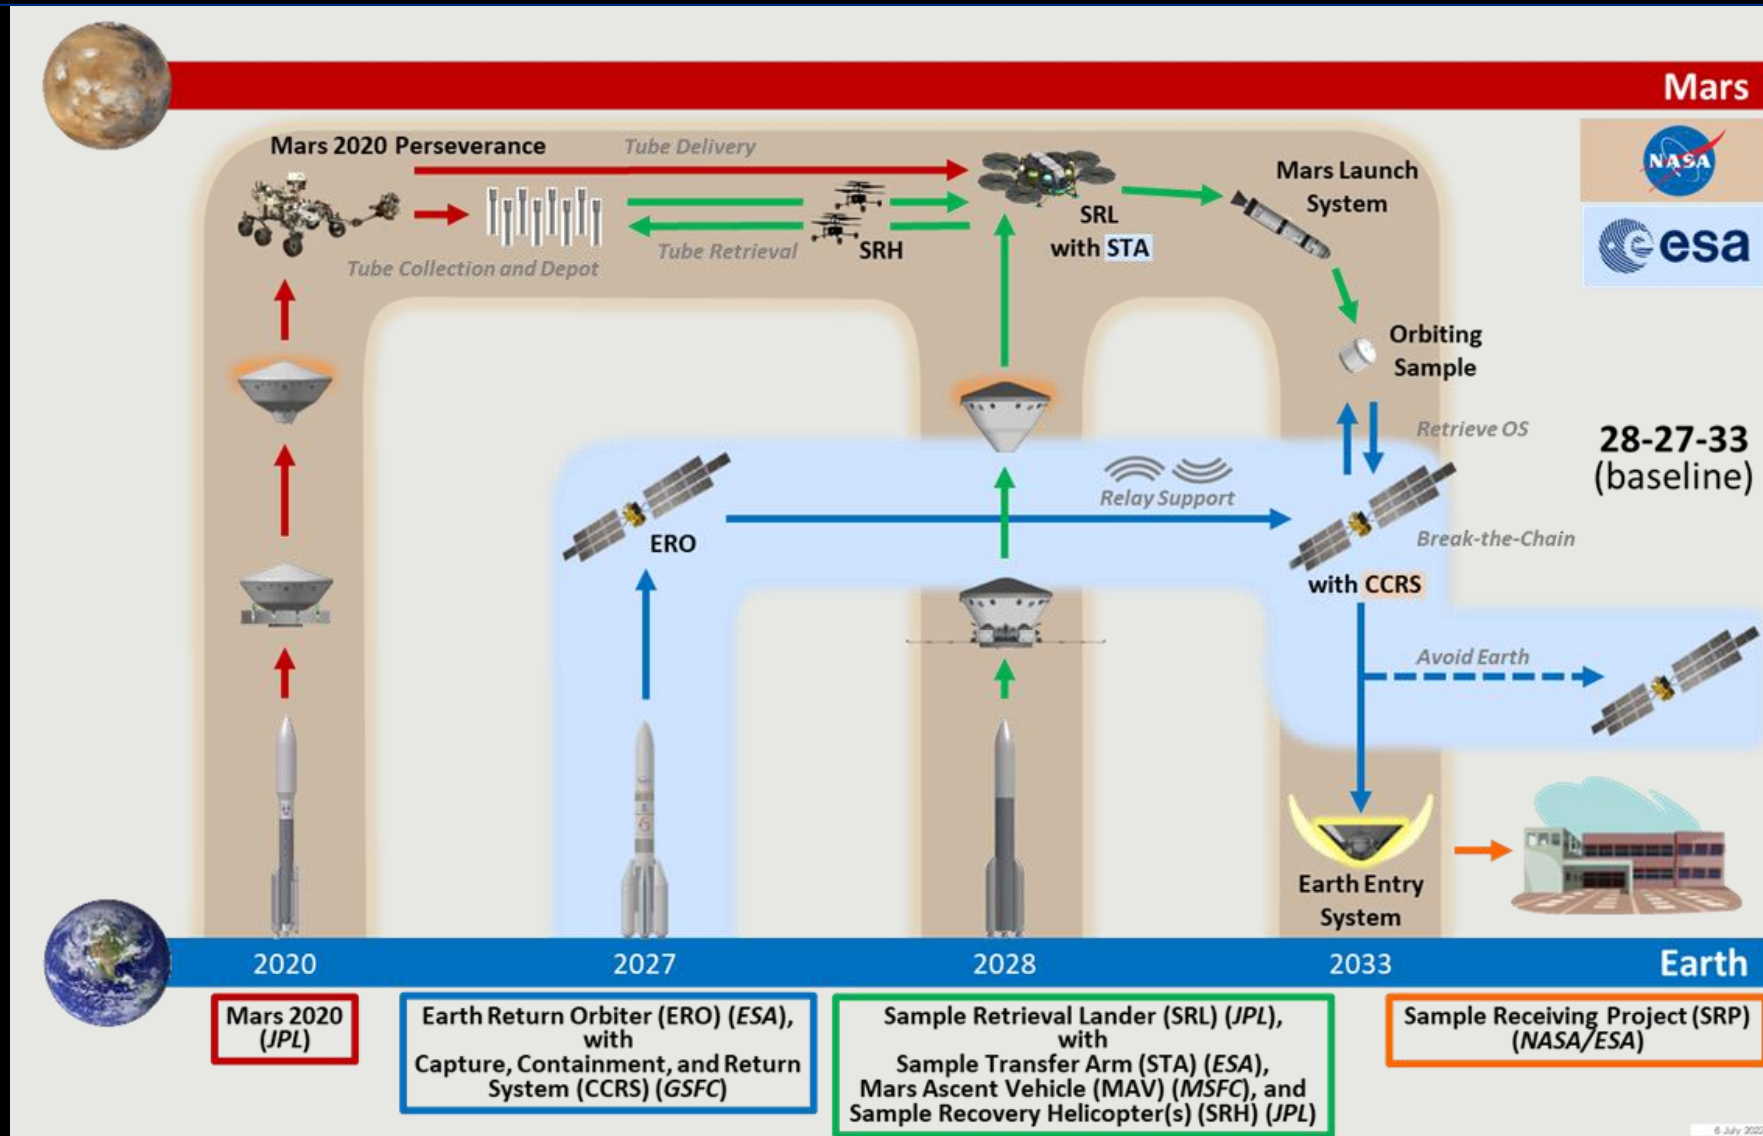 Mars
NASA
esa
Mars 2020 Perseverance
Tube Delivery
Tube Collection and Depot
Tube Retrieval
SRH
SRL
with STA
Mars Launch
System
Orbiting
Sample
Retrieve OS
28-27-33
(baseline)
ERO
Relay Support
Break-the-Chain
with CCRS
Avoid Earth
Earth Entry
System
2020
2027
2028
2033
Earth
Mars 2020
(JPL)
Earth Return Orbiter (ERO) (ESA),
with
Capture, Containment, and Return
System (CCRS) (GSFC)
Sample Retrieval Lander (SRL) (JPL),
with
Sample Transfer Arm (STA) (ESA),
Mars Ascent Vehicle (MAV) (MSFC), and
Sample Recovery Helicopter(s) (SRH) (JPL)
Sample Receiving Project (SRP)
(NASA/ESA)
6 July